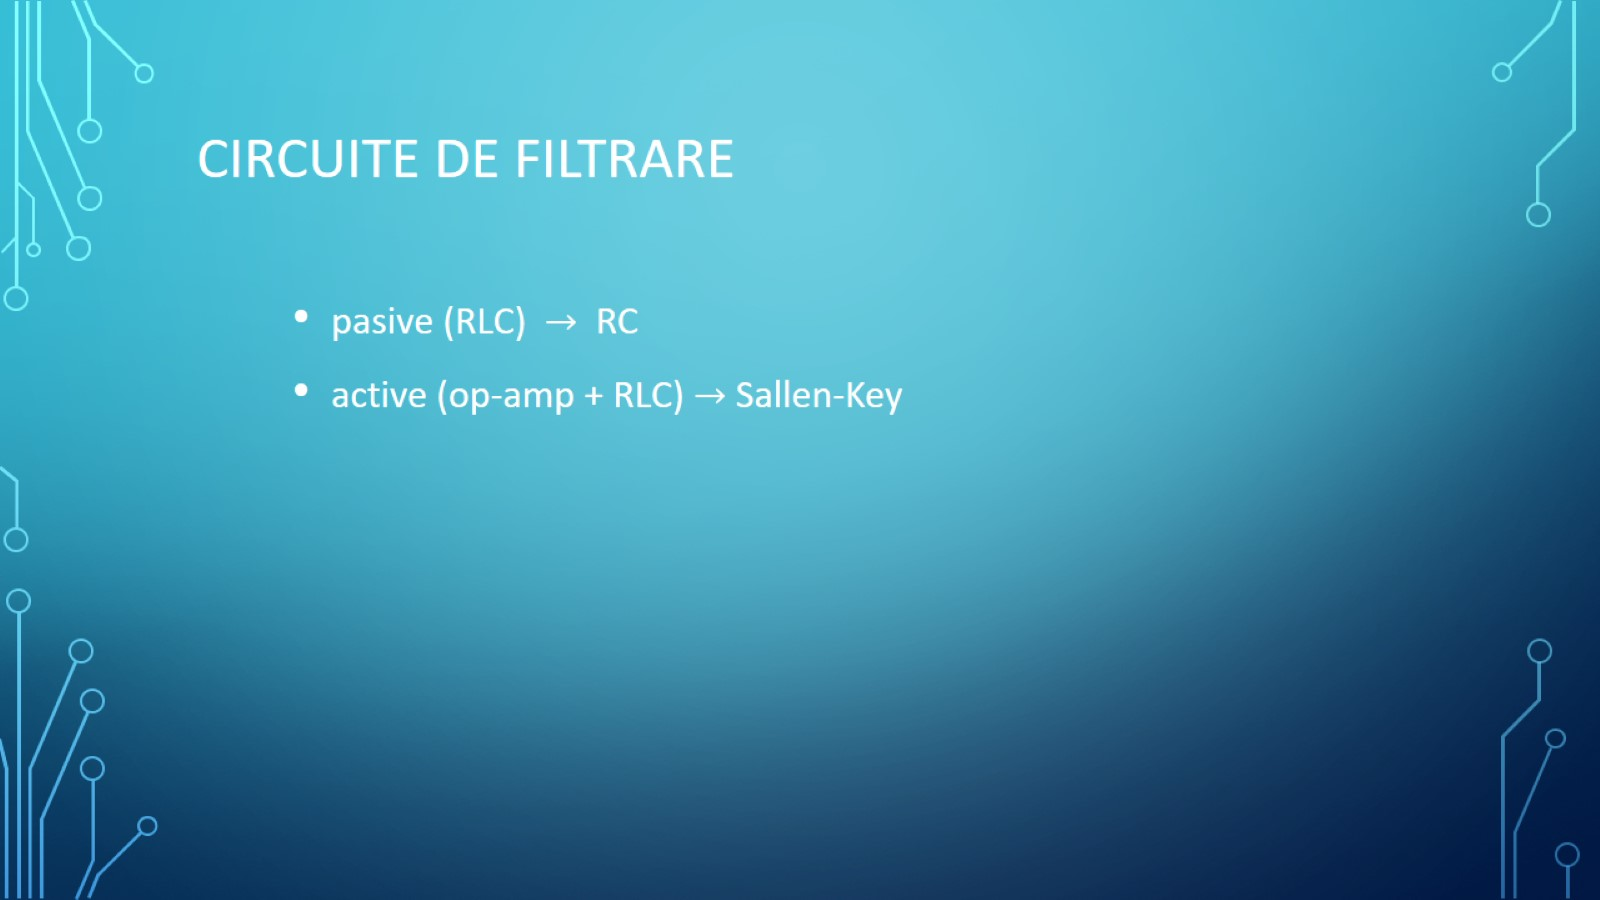 CIRCUITE DE FILTRARE
• pasive (RLC) → RC
• active (op-amp + RLC) → Sallen-Key